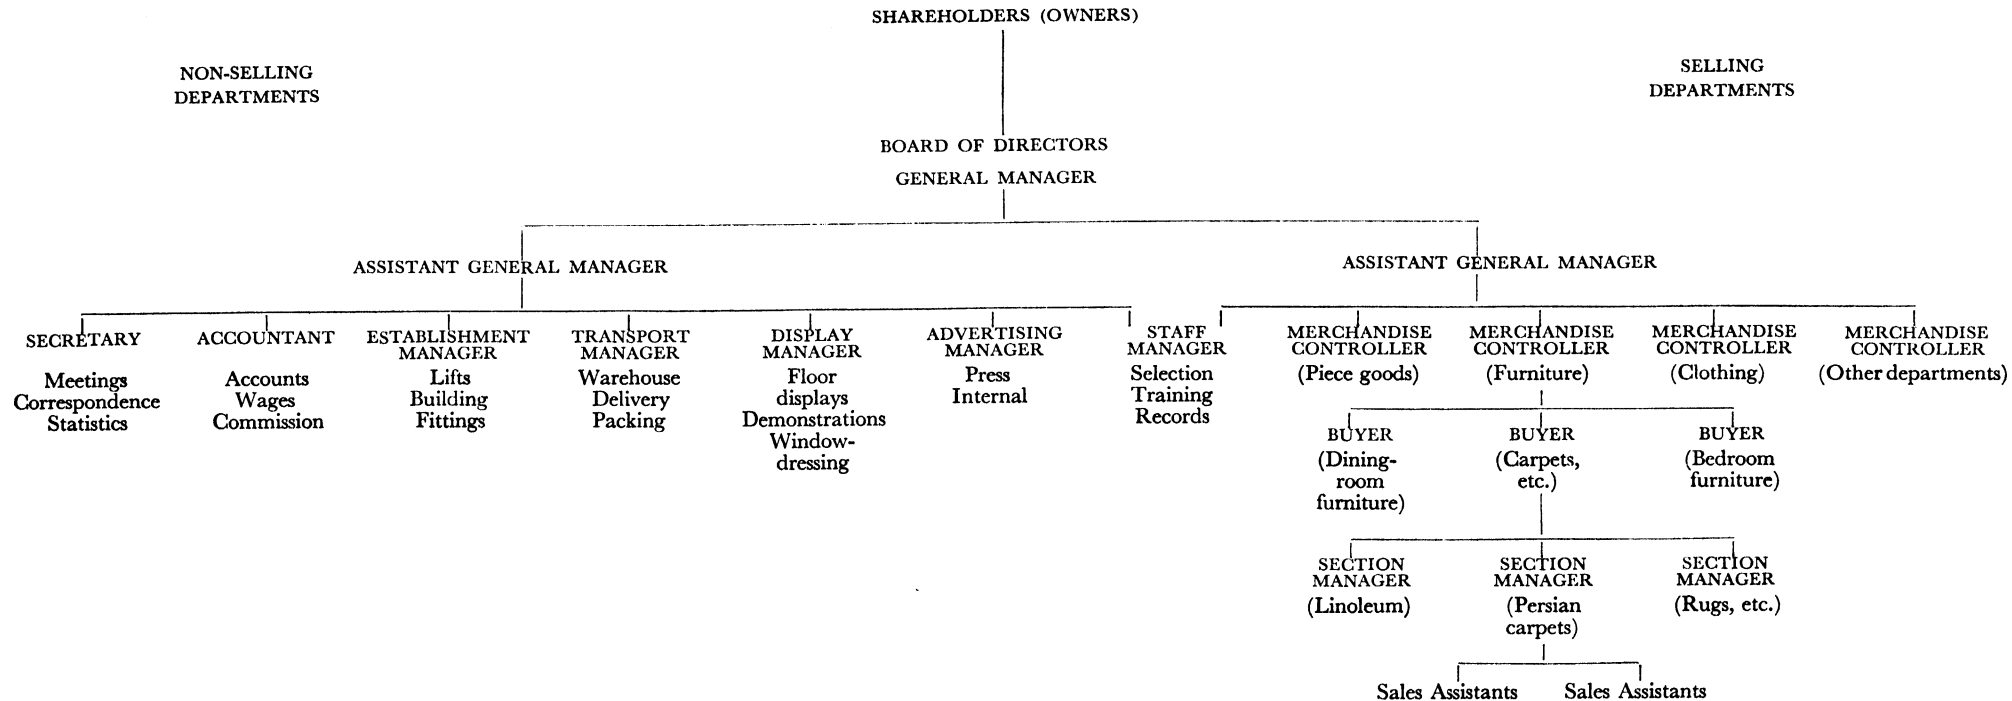 SHAREHOLDERS (OWNERS)
NON-SELLING
DEPARTMENTS
SELLING
DEPARTMENTS
BOARD OF DIRECTORS
GENERAL MANAGER
ASSISTANT GENERAL MANAGER
ASSISTANT GENERAL MANAGER
SECRETARY
Meetings
Correspondence
Statistics
ACCOUNTANT
Accounts
Wages
Commission
ESTABLISHMENT
MANAGER
Lifts
Building
Fittings
TRANSPORT
MANAGER
Warehouse
Delivery
Packing
DISPLAY
MANAGER
Floor
displays
Demonstrations
Window-
dressing
ADVERTISING
MANAGER
Press
Internal
STAFF
MANAGER
Selection
Training
Records
MERCHANDISE
CONTROLLER
(Piece goods)
MERCHANDISE
CONTROLLER
(Furniture)
MERCHANDISE
CONTROLLER
(Clothing)
MERCHANDISE
CONTROLLER
(Other departments)
BUYER
(Dining-
room
furniture)
BUYER
(Carpets,
etc.)
BUYER
(Bedroom
furniture)
SECTION
MANAGER
(Linoleum)
SECTION
MANAGER
(Persian
carpets)
SECTION
MANAGER
(Rugs, etc.)
Sales Assistants
Sales Assistants